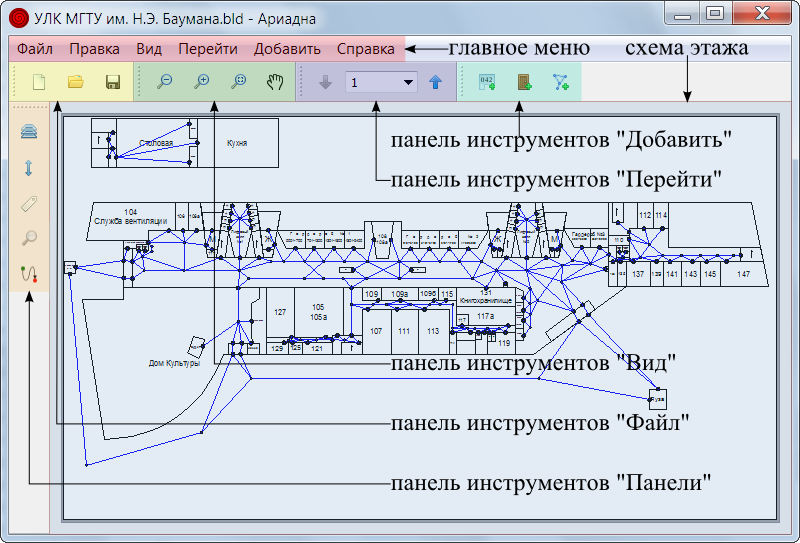 УЛК МГТУ им. Н.Э. Баумана.bld - Ариадна
Файл Правка Вид Перейти Добавить Справка
главное меню
схема этажа
1
042
панель инструментов "Добавить"
Столовая
Кухня
панель инструментов "Перейти"
104
Служба вентиляции
112 114
М Ж Ж М
137 141 143 145 147
131
Книгохранилище
109 109а 109б 115
127
105
105а
117а
107 111 113
129 125 121
119
Дом Культуры
панель инструментов "Вид"
панель инструментов "Файл"
панель инструментов "Панели"